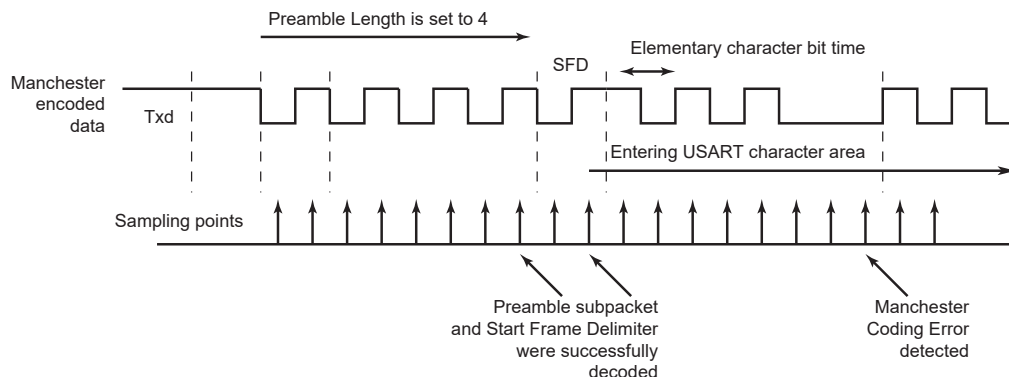 Preamble Length is set to 4
Elementary character bit time
SFD
Manchester
encoded
data
Txd
Entering USART character area
Sampling points
Preamble subpacket
and Start Frame Delimiter
were successfully
decoded
Manchester
Coding Error
detected